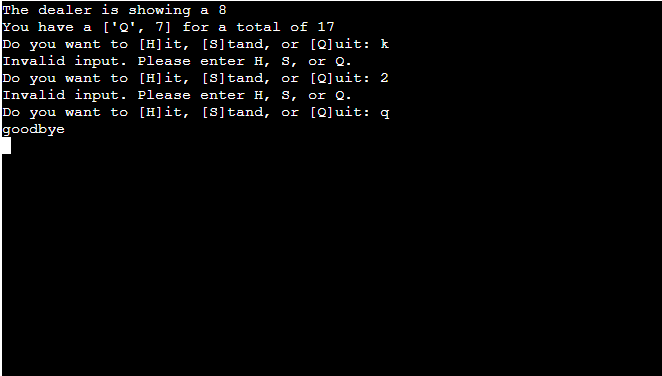 The dealer is showing a 8
You have a ['Q', 7] for a total of 17
Do you want to [H]it, [S]tand, or [Q]uit: k
Invalid input. Please enter H, S, or Q.
Do you want to [H]it, [S]tand, or [Q]uit: 2
Invalid input. Please enter H, S, or Q.
Do you want to [H]it, [S]tand, or [Q]uit: q
goodbye